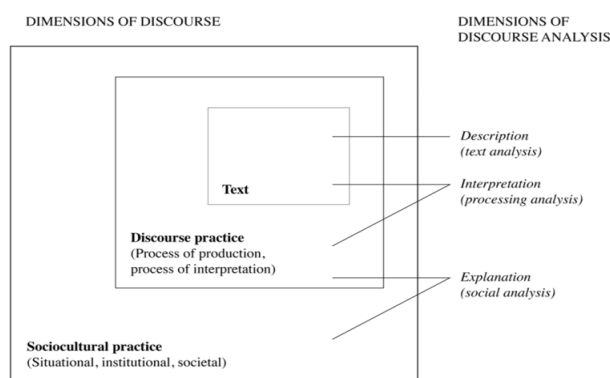 DIMENSIONS OF DISCOURSE
DIMENSIONS OF
DISCOURSE ANALYSIS
Description
(text analysis)
Text
Interpretation
(processing analysis)
Discourse practice
(Process of production,
process of interpretation)
Explanation
(social analysis)
Sociocultural practice
(Situational, institutional, societal)